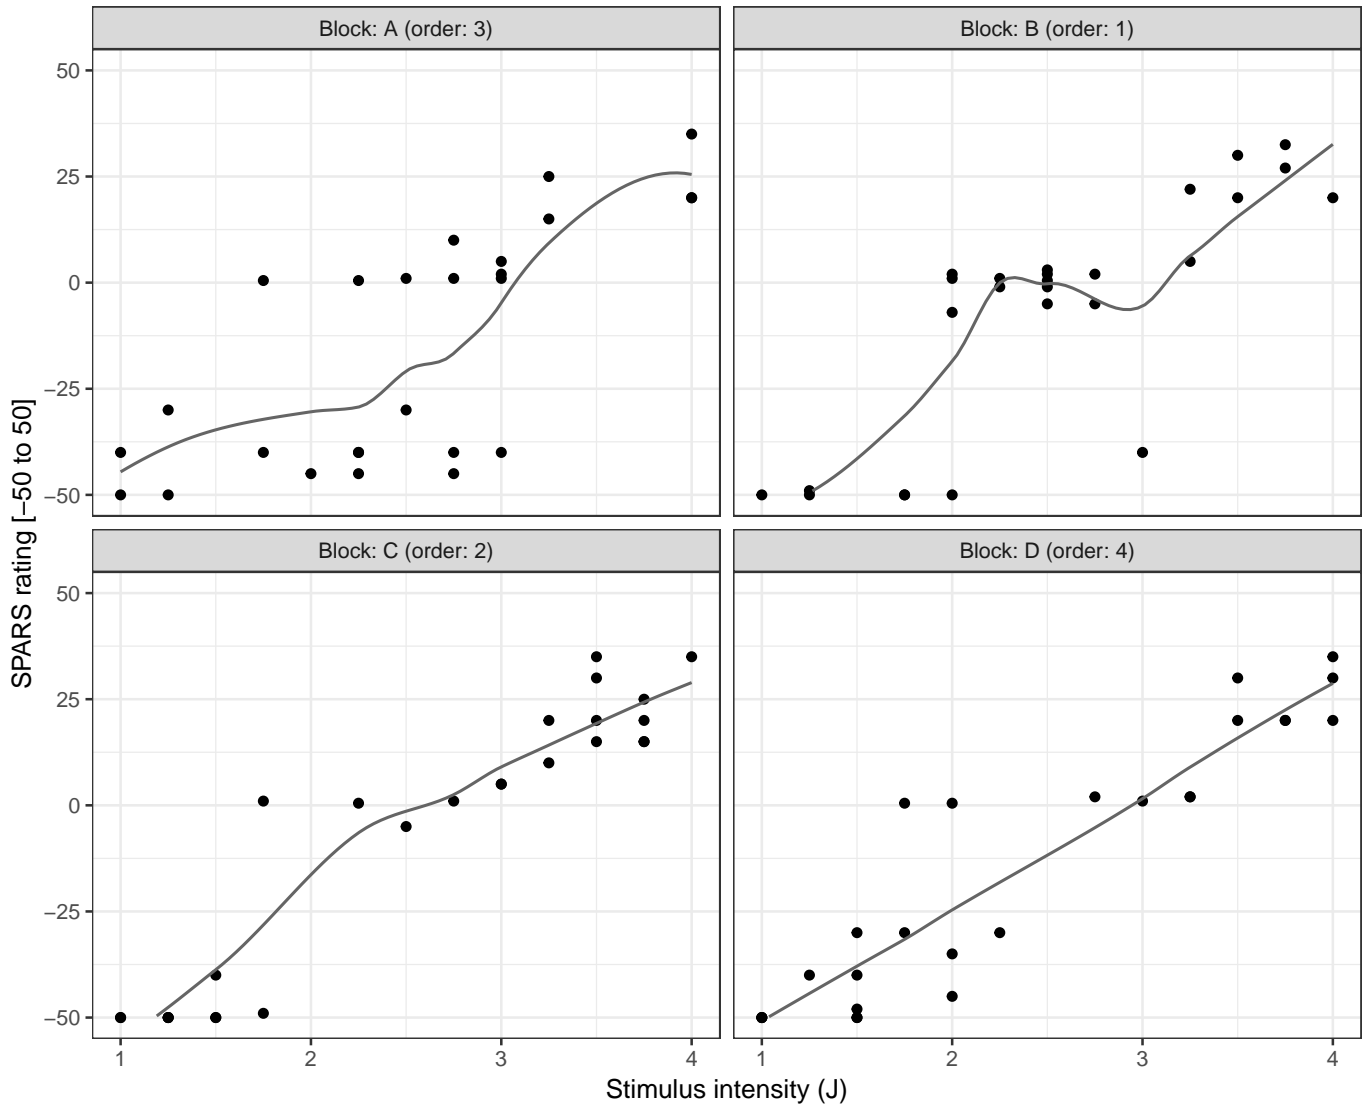 Block: A (order: 3)
Block: B (order: 1)
50
25
0
−25
−50
Block: C (order: 2)
Block: D (order: 4)
50
25
0
−25
−50
1 2 3 4
1 2 3 4
Stimulus intensity (J)
SPARS rating [−50 to 50]